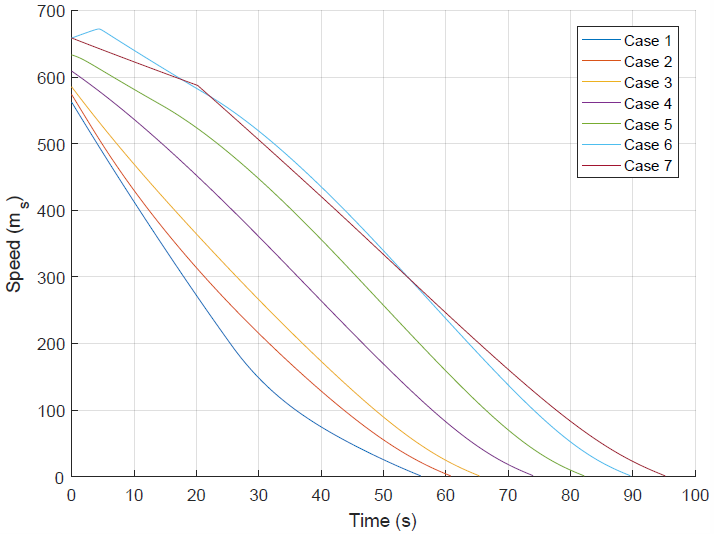 700
600
500
400
300
200
100
0
Speed (m s)
0 10 20 30 40 50 60 70 80 90 100
Time (s)
Case 1
Case 2
Case 3
Case 4
Case 5
Case 6
Case 7